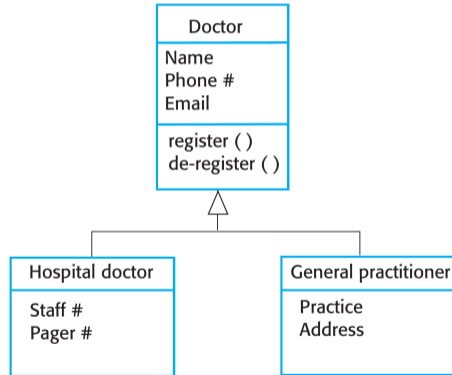 Doctor
Name
Phone #
Email
register ( )
de-register ( )
Hospital doctor
Staff #
Pager #
General practitioner
Practice
Address